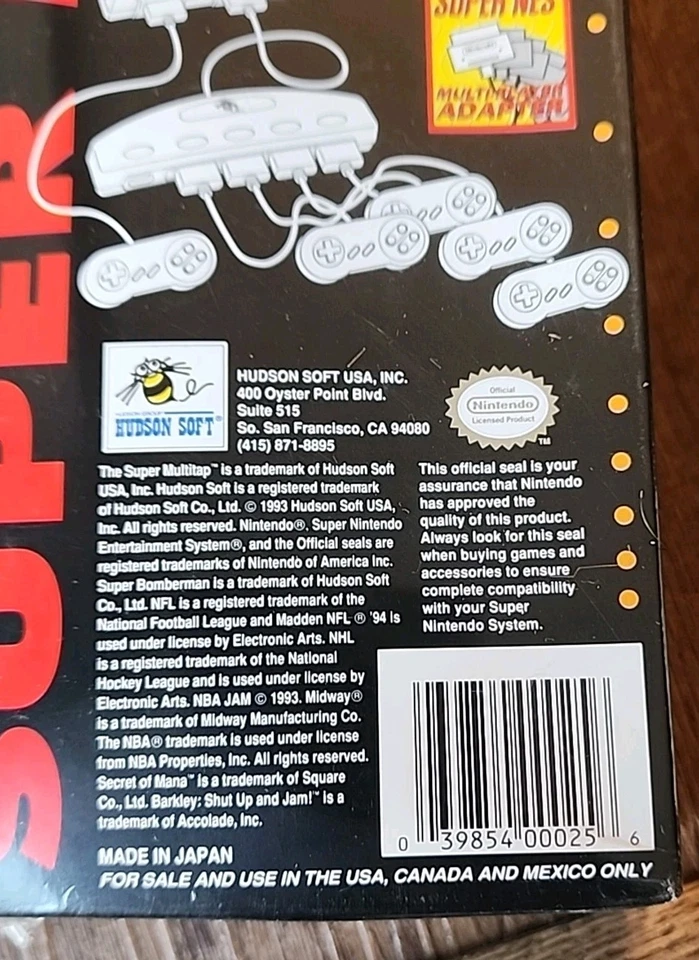 SUPER
SUPER NES
MULTIPLAYER
ADAPTER
HUDSON GROUP
HUDSON SOFT®
HUDSON SOFT USA, INC.
400 Oyster Point Blvd.
Suite 515
So. San Francisco, CA 94080
(415) 871-8895
Official
Nintendo
Licensed Product
TM
The Super Multitap™ is a trademark of Hudson Soft
USA, Inc. Hudson Soft is a registered trademark
of Hudson Soft Co., Ltd. © 1993 Hudson Soft USA,
Inc. All rights reserved. Nintendo®. Super Nintendo
Entertainment System®, and the Official seals are
registered trademarks of Nintendo of America Inc.
Super Bomberman is a trademark of Hudson Soft
Co., Ltd. NFL is a registered trademark of the
National Football League and Madden NFL ® '94 is
used under license by Electronic Arts. NHL
is a registered trademark of the National
Hockey League and is used under license by
Electronic Arts. NBA JAM © 1993. Midway®
is a trademark of Midway Manufacturing Co.
The NBA® trademark is used under license
from NBA Properties, Inc. All rights reserved.
Secret of Mana™ is a trademark of Square
Co., Ltd. Barkley: Shut Up and Jam!™ is a
trademark of Accolade, Inc.
This official seal is your
assurance that Nintendo
has approved the
quality of this product.
Always look for this seal
when buying games and
accessories to ensure
complete compatibility
with your Super
Nintendo System.
0 39854 00025 6
MADE IN JAPAN
FOR SALE AND USE IN THE USA, CANADA AND MEXICO ONLY